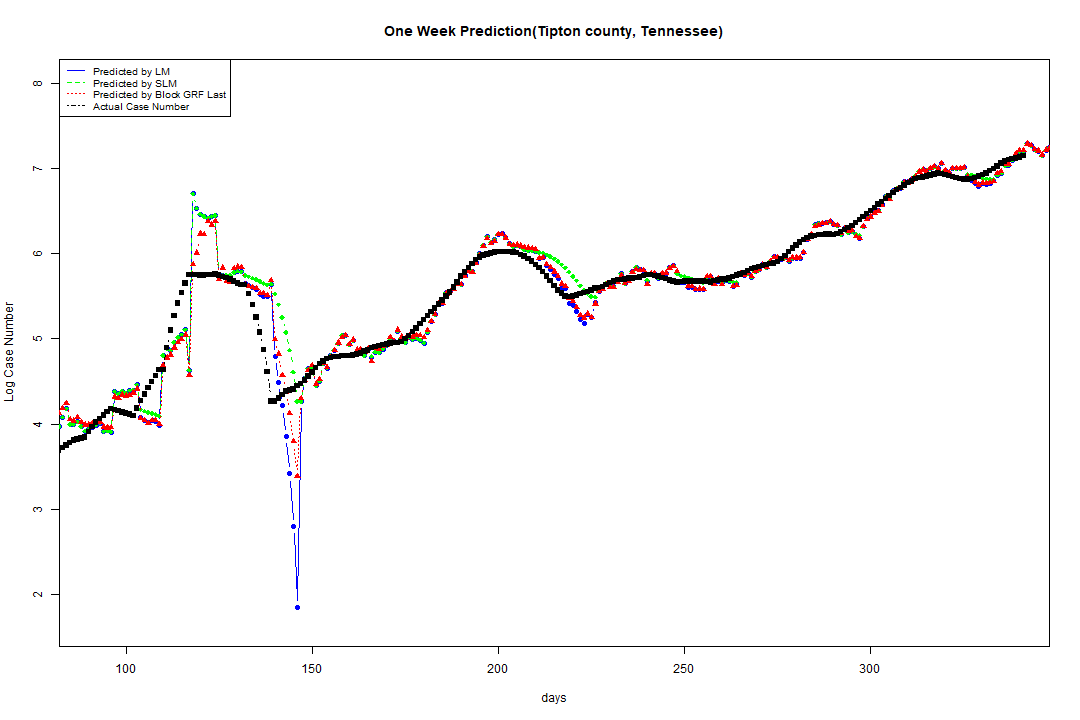 One Week Prediction(Tipton county, Tennessee)
Predicted by LM
Predicted by SLM
Predicted by Block GRF Last
Actual Case Number
8
7
6
5
4
3
2
Log Case Number
100 150 200 250 300
days